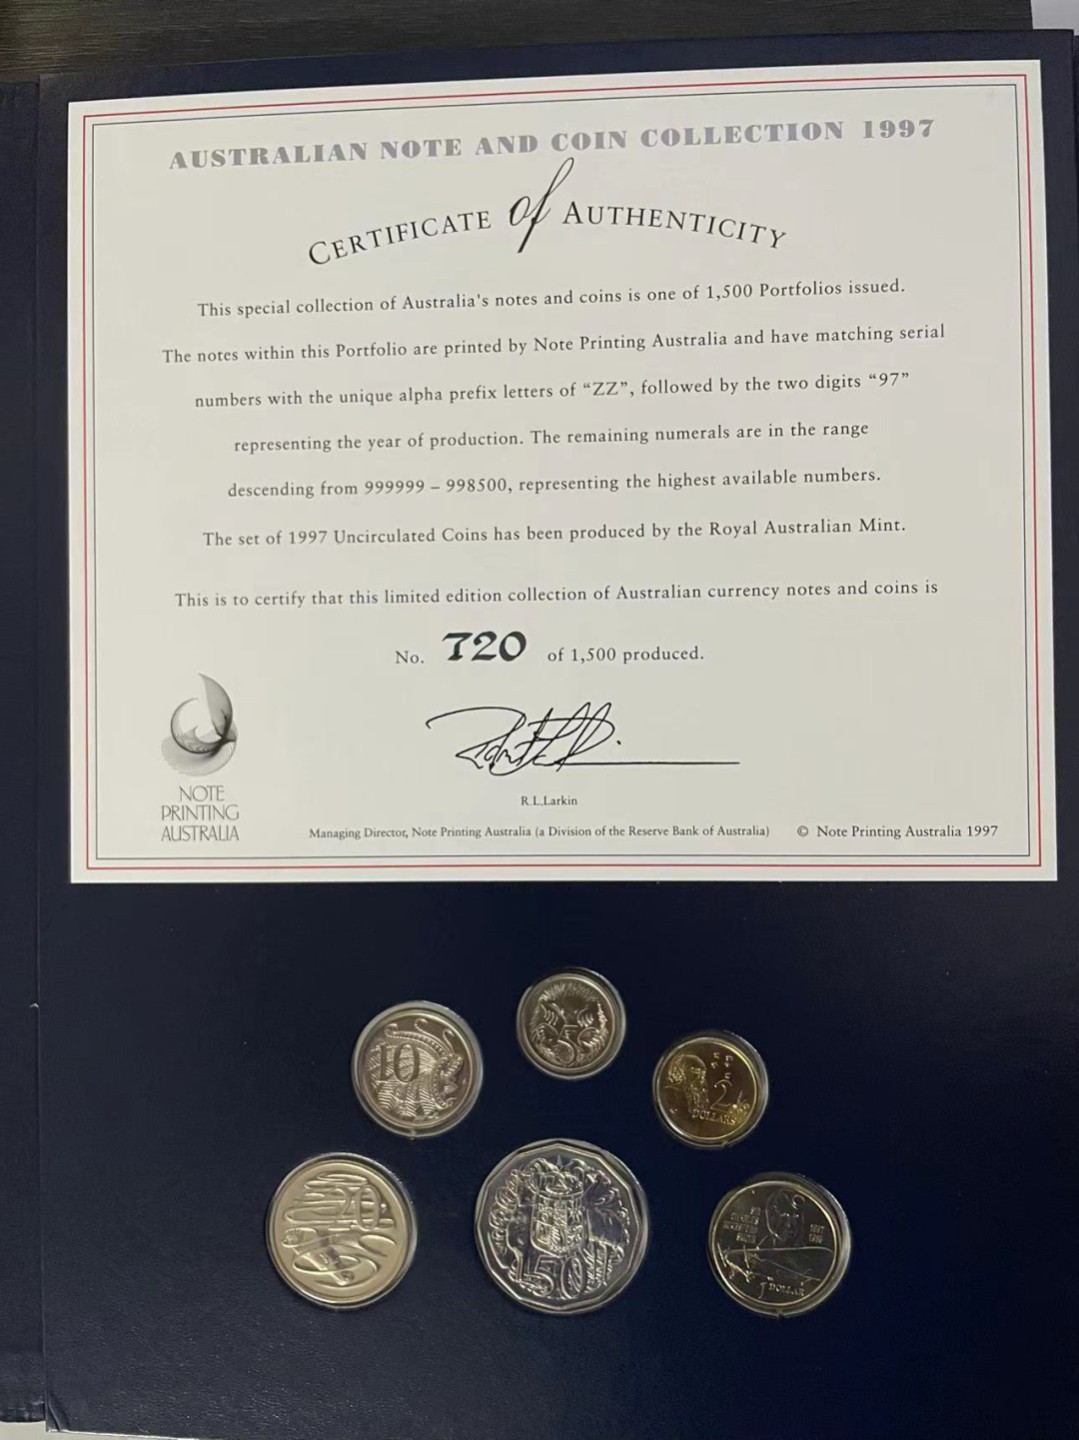 AUSTRALIAN NOTE AND COIN COLLECTION 1997
CERTIFICATE of AUTHENTICITY
This special collection of Australia's notes and coins is one of 1,500 Portfolios issued.
The notes within this Portfolio are printed by Note Printing Australia and have matching serial
numbers with the unique alpha prefix letters of “ZZ”, followed by the two digits “97”
representing the year of production. The remaining numerals are in the range
descending from 999999 – 998500, representing the highest available numbers.
The set of 1997 Uncirculated Coins has been produced by the Royal Australian Mint.
This is to certify that this limited edition collection of Australian currency notes and coins is
No. 720 of 1,500 produced.
R.L.Larkin
NOTE
PRINTING
AUSTRALIA
Managing Director, Note Printing Australia (a Division of the Reserve Bank of Australia)
© Note Printing Australia 1997
5
10
2
DOLLARS
20
50
1 DOLLAR